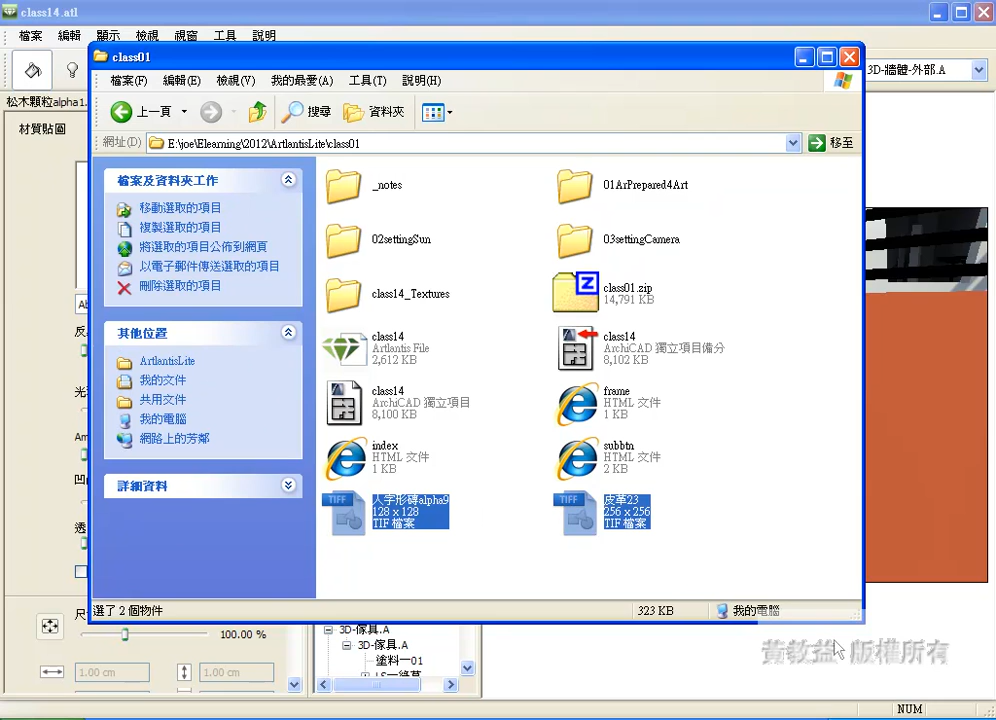 class14.atl
檔案 編輯 顯示 檢視 視窗 工具 說明
class01
檔案(F) 編輯(E) 檢視(V) 我的最愛(A) 工具(T) 說明(H)
3D-牆體-外部.A
上一頁 搜尋 資料夾
松木顆粒alpha1
材質貼圖
網址(D) E:\joe\Elearning\2012\ArtlantisLite\class01 移至
檔案及資料夾工作
移動選取的項目
複製選取的項目
將選取的項目公佈到網頁
以電子郵件傳送選取的項目
刪除選取的項目
其他位置
ArtlantisLite
我的文件
共用文件
我的電腦
網路上的芳鄰
詳細資料
_notes
01ArPrepared4Art
02settingSun
03settingCamera
class14_Textures
class01.zip
14,791 KB
class14
Artlantis File
2,612 KB
class14
ArchiCAD 獨立項目備分
8,102 KB
class14
ArchiCAD 獨立項目
8,100 KB
frame
HTML 文件
1 KB
index
HTML 文件
1 KB
subbtn
HTML 文件
2 KB
TIFF
人字形磚alpha9
128 x 128
TIF 檔案
TIFF
皮革23
256 x 256
TIF 檔案
選了 2 個物件 323 KB 我的電腦
100.00 %
1.00 cm 1.00 cm
3D-傢具.A
3D-傢具.A
塗料一01
黃教益 版權所有
NUM